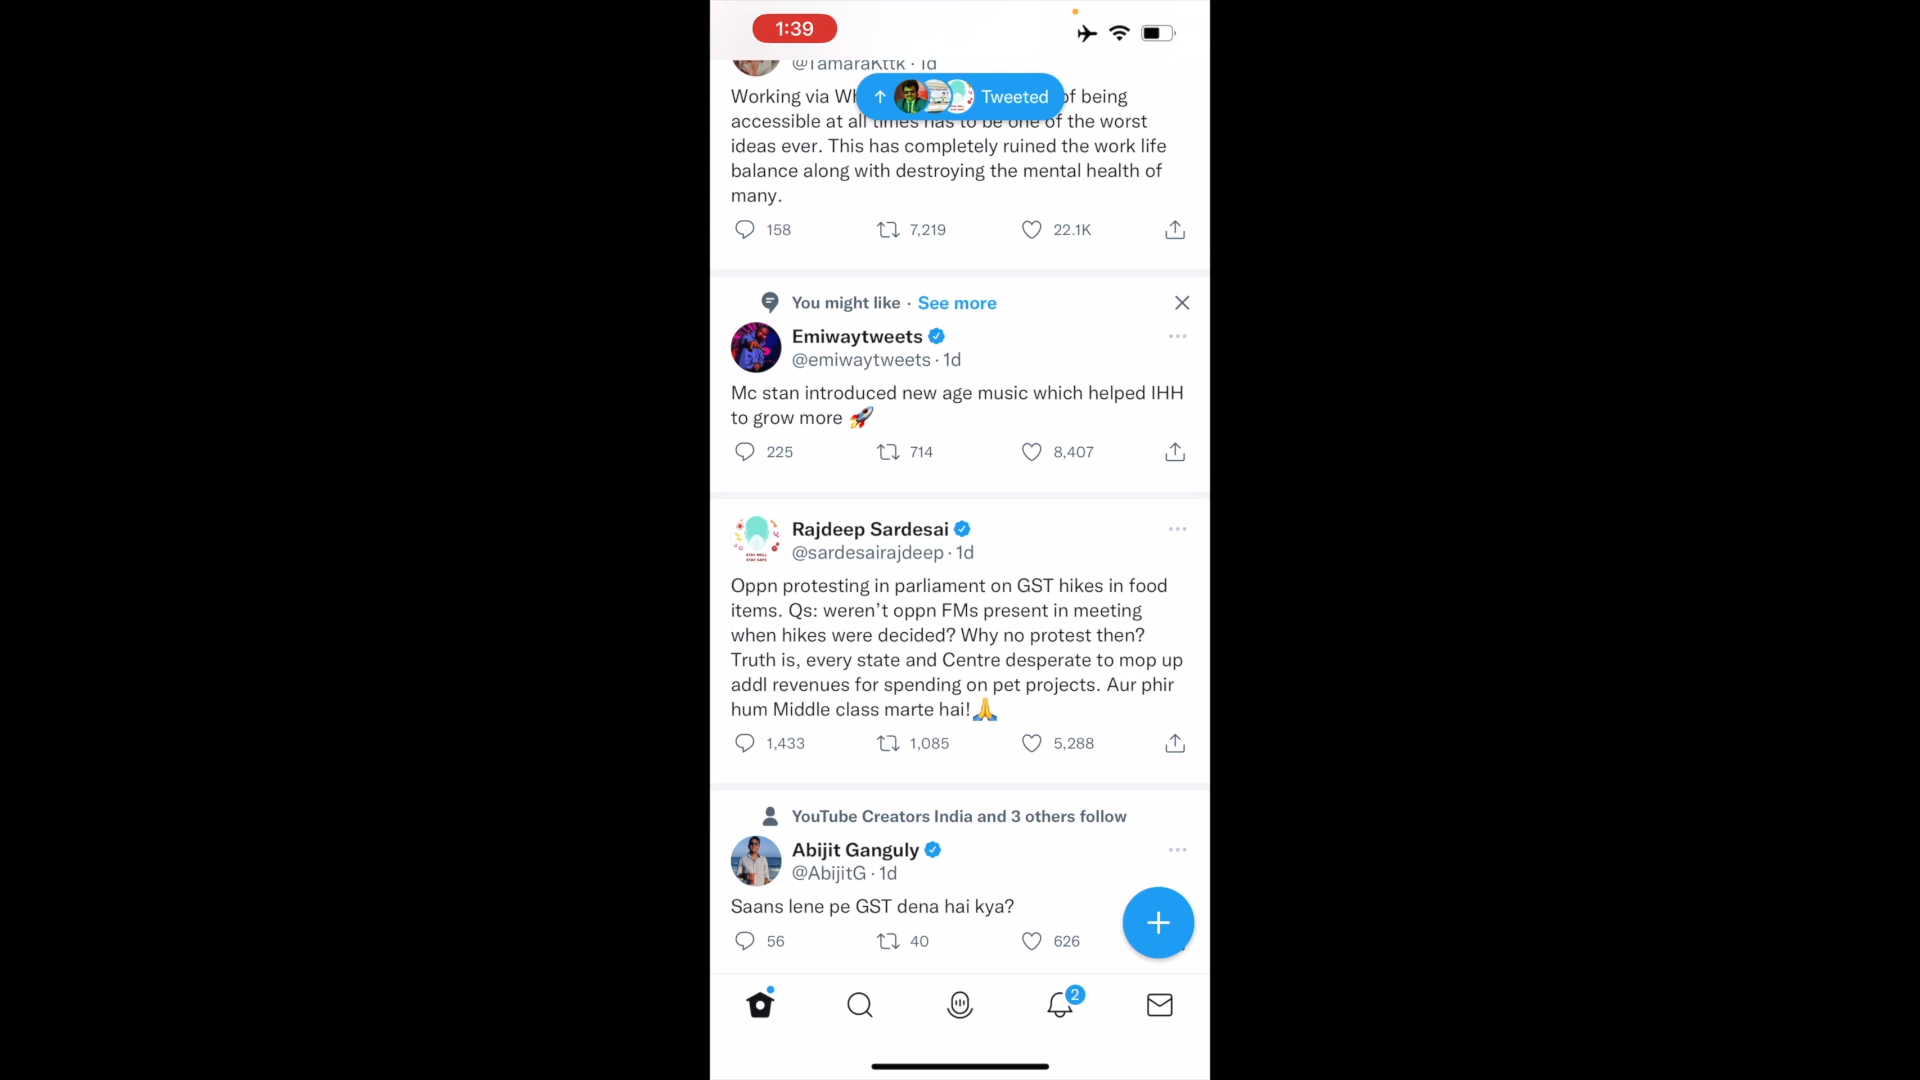 1:39
@TamaraKttk · 1d
Tweeted
Working via of being
accessible at all times has to be one of the worst
ideas ever. This has completely ruined the work life
balance along with destroying the mental health of
many.
158 7,219 22.1K
You might like · See more
Emiwaytweets
@emiwaytweets · 1d
Mc stan introduced new age music which helped IHH
to grow more 🚀
225 714 8,407
Rajdeep Sardesai
@sardesairajdeep · 1d
STAY WELL
STAY SAFE
Oppn protesting in parliament on GST hikes in food
items. Qs: weren’t oppn FMs present in meeting
when hikes were decided? Why no protest then?
Truth is, every state and Centre desperate to mop up
addl revenues for spending on pet projects. Aur phir
hum Middle class marte hai!🙏
1,433 1,085 5,288
YouTube Creators India and 3 others follow
Abijit Ganguly
@AbijitG · 1d
Saans lene pe GST dena hai kya?
56 40 626
2